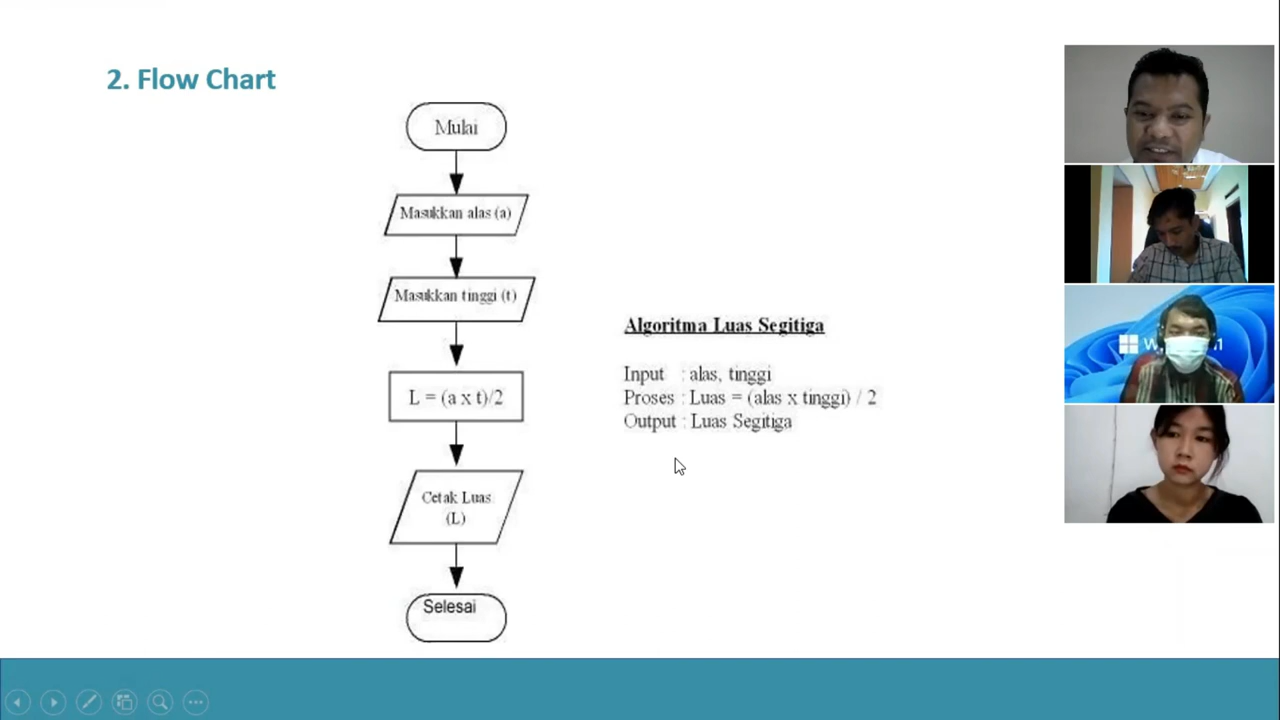 2. Flow Chart
Mulai
Masukkan alas (a)
Masukkan tinggi (t)
L = (a x t)/2
Cetak Luas
(L)
Selesai
Algoritma Luas Segitiga
Input : alas, tinggi
Proses : Luas = (alas x tinggi) / 2
Output : Luas Segitiga